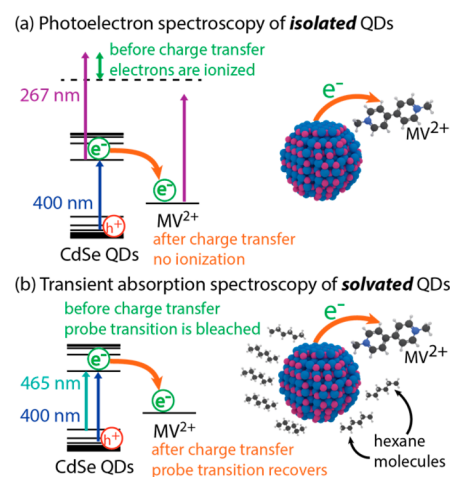 (a) Photoelectron spectroscopy of isolated QDs
before charge transfer
electrons are ionized
267 nm
e-
e-
MV2+
e-
400 nm
h+
MV2+
CdSe QDs
after charge transfer
no ionization
(b) Transient absorption spectroscopy of solvated QDs
before charge transfer
probe transition is bleached
e-
e-
MV2+
465 nm
e-
400 nm
h+
MV2+
CdSe QDs
after charge transfer
probe transition recovers
hexane
molecules